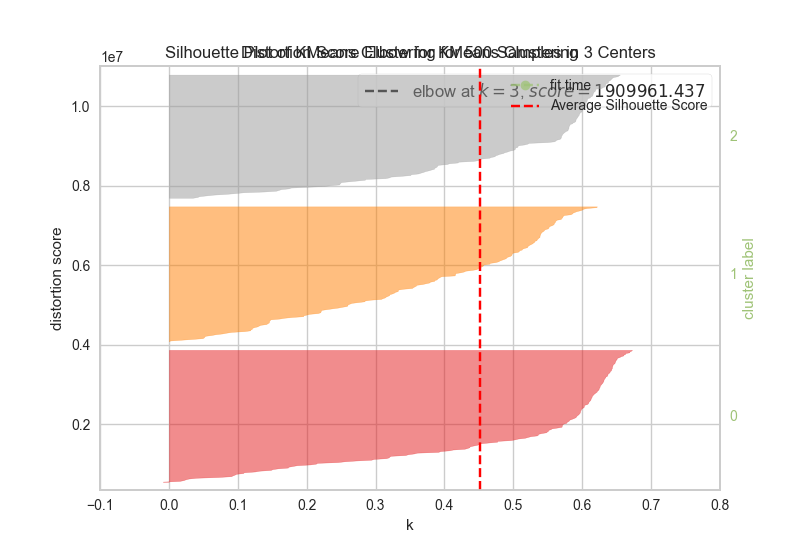 Silhouette Plot of KMeans Clustering for 500 Samples in 3 Centers
Distortion Score Elbow for KMeans Clustering
1e7
elbow at k = 3, score = 1909961.437
fit time
Average Silhouette Score
1.0
0.8
0.6
0.4
0.2
distortion score
2
1
0
cluster label
−0.1 0.0 0.1 0.2 0.3 0.4 0.5 0.6 0.7 0.8
k